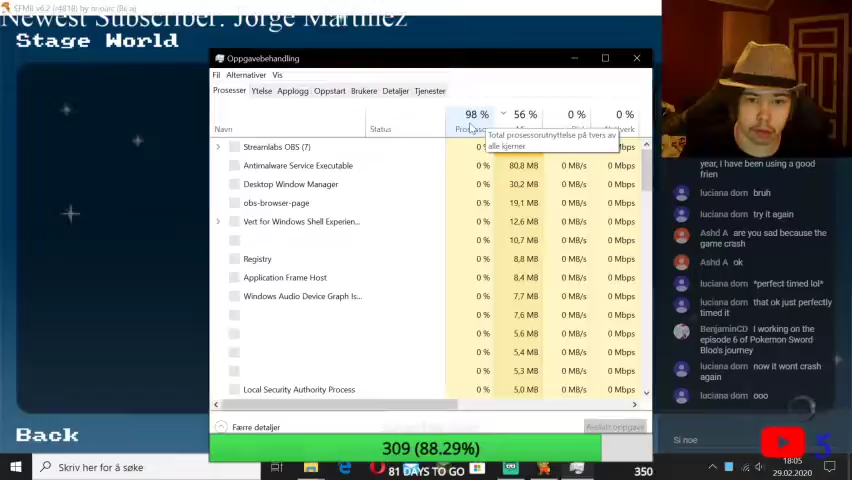 SFMB v6.2 (r4818) by nnoarc (Beta)
Newest Subscriber: Jorge Martinez
Stage World
Oppgavebehandling
Fil Alternativer Vis
Prosesser Ytelse Applogg Oppstart Brukere Detaljer Tjenester
98 % 56 % 0 % 0 %
Navn Status
Total prosessorutnyttelse på tvers av
alle kjerner
Streamlabs OBS (7) 0 % Mbps
Antimalware Service Executable 0 % 80,8 MB 0 MB/s 0 Mbps
Desktop Window Manager 0 % 30,2 MB 0 MB/s 0 Mbps
obs-browser-page 0 % 19,1 MB 0 MB/s 0 Mbps
Vert for Windows Shell Experien... 0 % 12,6 MB 0 MB/s 0 Mbps
0 % 10,7 MB 0 MB/s 0 Mbps
Registry 0 % 8,8 MB 0 MB/s 0 Mbps
Application Frame Host 0 % 8,4 MB 0 MB/s 0 Mbps
Windows Audio Device Graph Is... 0 % 7,7 MB 0 MB/s 0 Mbps
0 % 7,6 MB 0 MB/s 0 Mbps
0 % 5,6 MB 0 MB/s 0 Mbps
0 % 5,4 MB 0 MB/s 0 Mbps
0 % 5,3 MB 0 MB/s 0 Mbps
Local Security Authority Process 0 % 5,0 MB 0 MB/s 0 Mbps
Færre detaljer
Avslutt oppgave
year, I have been using a good
frien
luciana dorn bruh
luciana dorn try it again
Ashd A are you sad because the
game crash
Ashd A ok
luciana dorn *perfect timed lol*
luciana dorn that ok just perfectly
timed it
BenjaminCD I working on the
episode 6 of Pokemon Sword
Bloo's journey
luciana dorn now it wont crash
again
luciana dorn ooo
Si noe
5
Back
309 (88.29%)
Skriv her for å søke
81 DAYS TO GO
350
18:05
29.02.2020